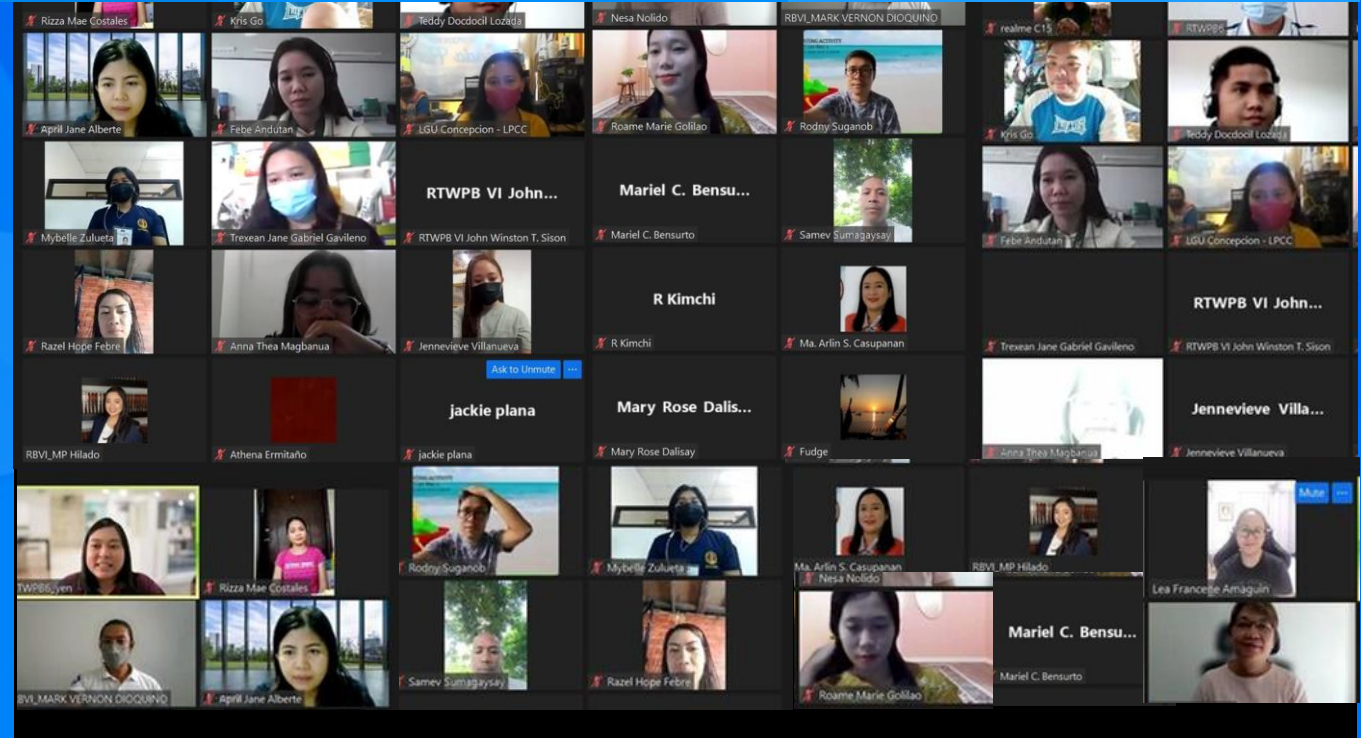 Rizza Mae Costales
Kris Go
Teddy Docdocil Lozada
Nesa Nolido
RBVI_MARK VERNON DIOQUINO
realme C15
RTWPB6
April Jane Alberte
Febe Andutan
LGU Concepcion - LPCC
Roame Marie Golilao
Rodny Suganob
Kris Go
Teddy Docdocil Lozada
Mybelle Zulueta
Trexean Jane Gabriel Gavileno
RTWPB VI John...
RTWPB VI John Winston T. Sison
Mariel C. Bensu...
Mariel C. Bensurto
Samev Sumagaysay
Febe Andutan
LGU Concepcion - LPCC
Razel Hope Febre
Anna Thea Magbanua
Jennevieve Villanueva
R Kimchi
R Kimchi
Ma. Arlin S. Casupanan
Trexean Jane Gabriel Gavileno
RTWPB VI John...
RTWPB VI John Winston T. Sison
RBVI_MP Hilado
Athena Ermitaño
Ask to Unmute ...
jackie plana
jackie plana
Mary Rose Dalis...
Mary Rose Dalisay
Fudge
Anna Thea Magbanua
Jennevieve Villa...
Jennevieve Villanueva
TWPB6_yen
Rizza Mae Costales
Rodny Suganob
Mybelle Zulueta
Ma. Arlin S. Casupanan
RBVI_MP Hilado
Mute ...
Lea Francene Amaguin
BVI_MARK VERNON DIOQUINO
April Jane Alberte
Samev Sumagaysay
Razel Hope Febre
Nesa Nolido
Roame Marie Golilao
Mariel C. Bensu...
Mariel C. Bensurto